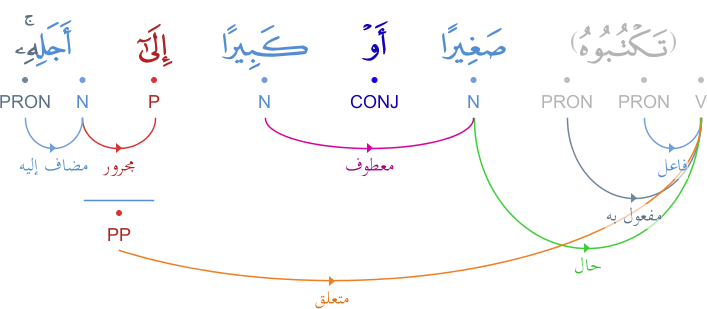 (تَكْتُبُوهُ) صَغِيرًا أَوْ كَبِيرًا إِلَىٰٓ أَجَلِهِۦ ۚ
V PRON PRON N CONJ N P N PRON
فاعل معطوف مجرور مضاف إليه
مفعول به
PP
حال
متعلق